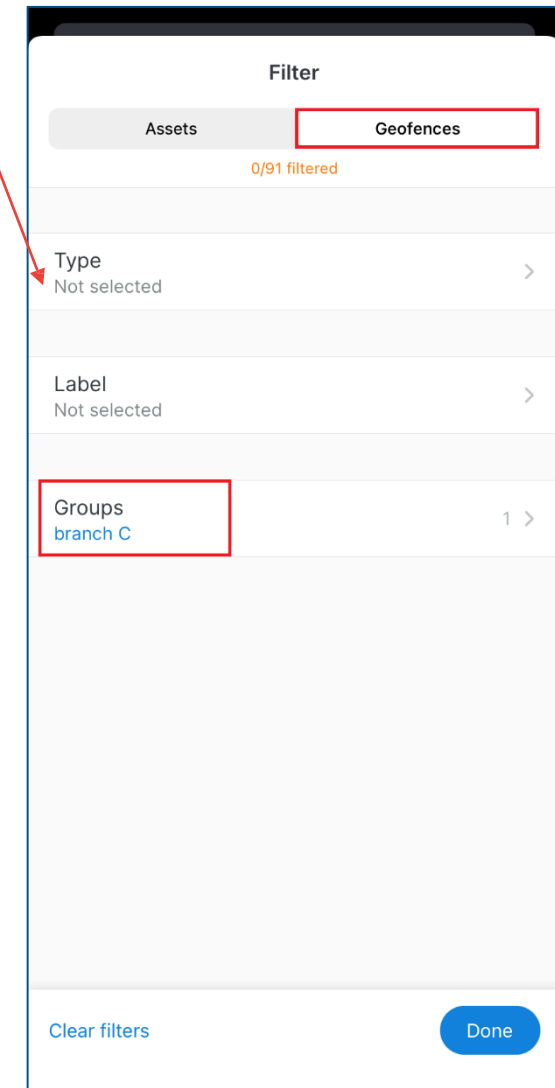 Filter
Assets
Geofences
0/91 filtered
Type
Not selected
Label
Not selected
Groups
branch C
1
Clear filters
Done